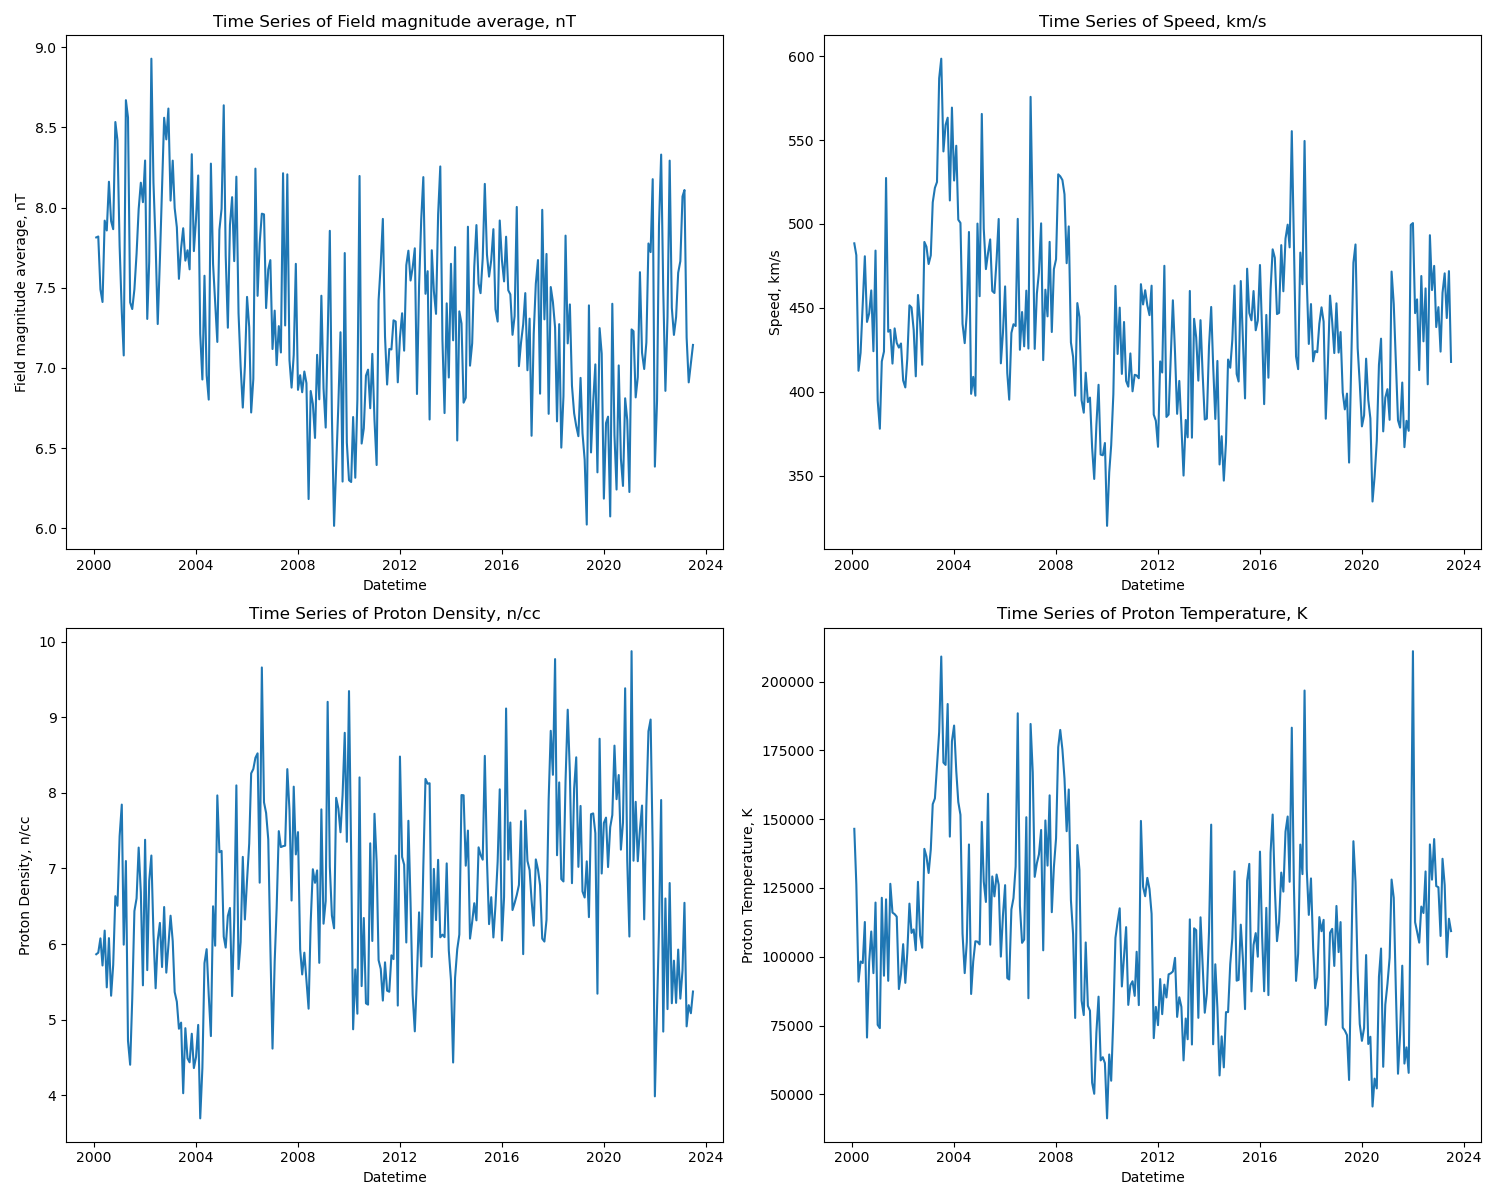 Time Series of Field magnitude average, nT
Field magnitude average, nT
9.0
8.5
8.0
7.5
7.0
6.5
6.0
2000 2004 2008 2012 2016 2020 2024
Datetime
Time Series of Speed, km/s
Speed, km/s
600
550
500
450
400
350
2000 2004 2008 2012 2016 2020 2024
Datetime
Time Series of Proton Density, n/cc
Proton Density, n/cc
10
9
8
7
6
5
4
2000 2004 2008 2012 2016 2020 2024
Datetime
Time Series of Proton Temperature, K
Proton Temperature, K
200000
175000
150000
125000
100000
75000
50000
2000 2004 2008 2012 2016 2020 2024
Datetime